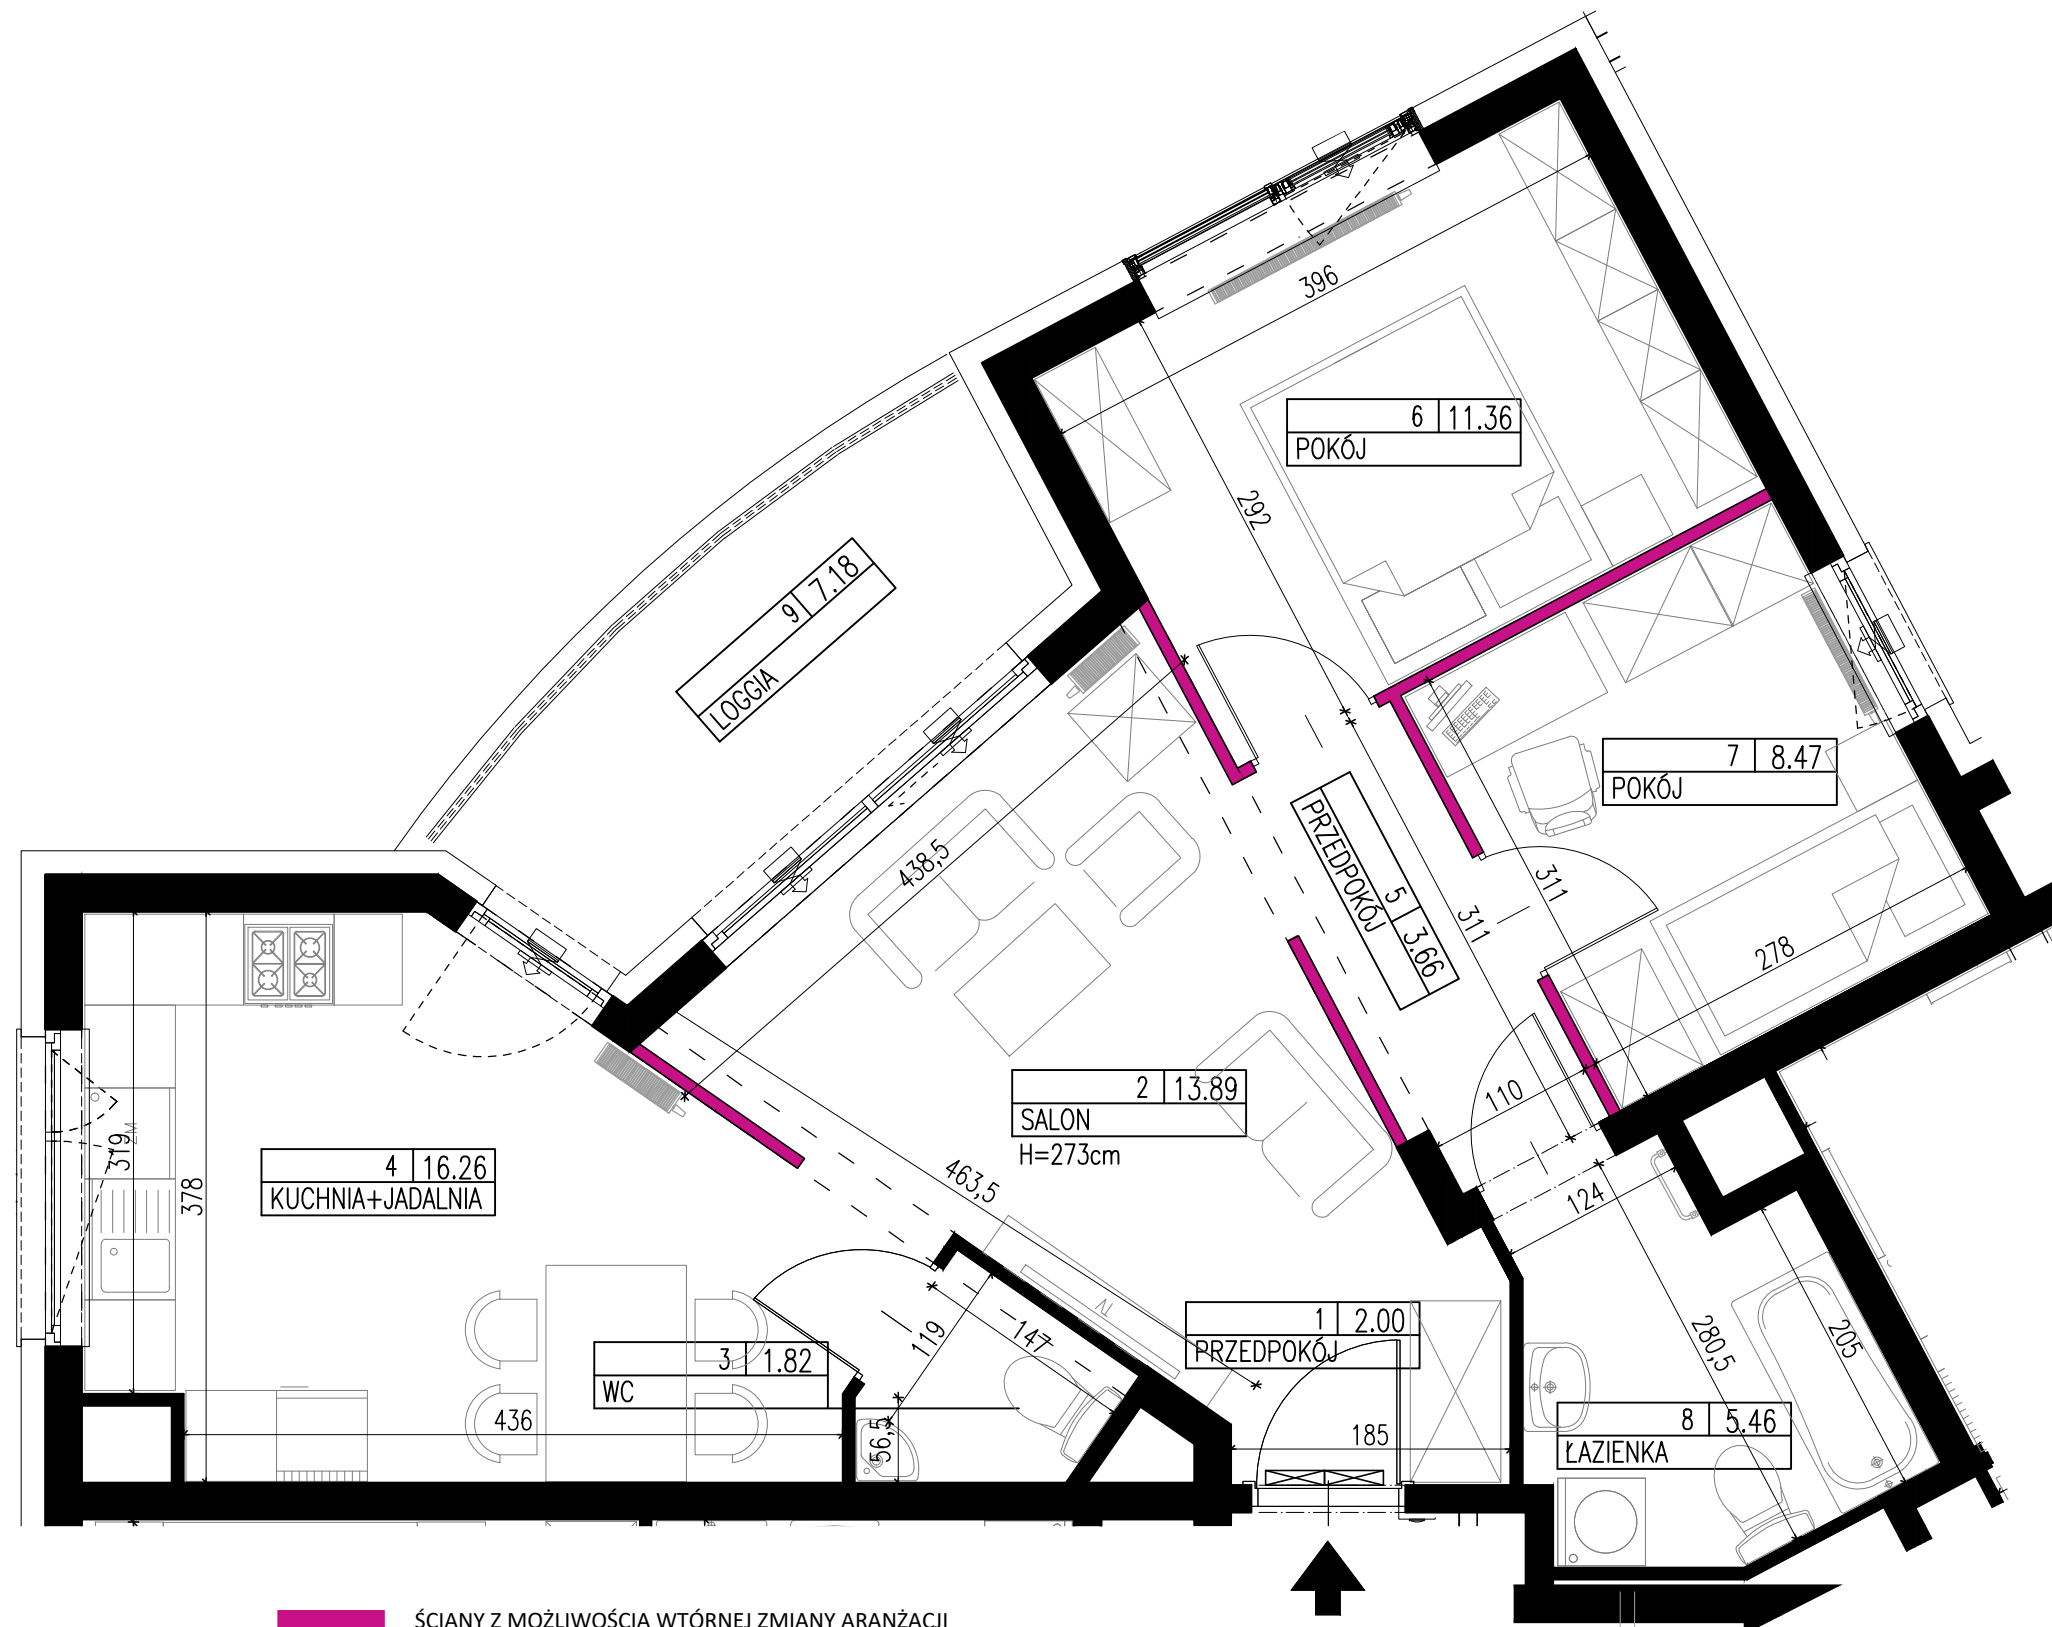 396
6 11.36
POKÓJ
292
9 7.18
LOGGIA
7 8.47
POKÓJ
438,5
5 3.66
PRZEDPOKÓJ
311
311
278
2 13.89
SALON
H=273cm
110
319
ZM
378
4 16.26
KUCHNIA+JADALNIA
463,5
124
119
147
TV
1 2.00
PRZEDPOKÓJ
280,5
205
3 1.82
WC
436
56,5
185
8 5.46
ŁAZIENKA
ŚCIANY Z MOŻLIWOŚCIĄ WTÓRNEJ ZMIANY ARANŻACJI